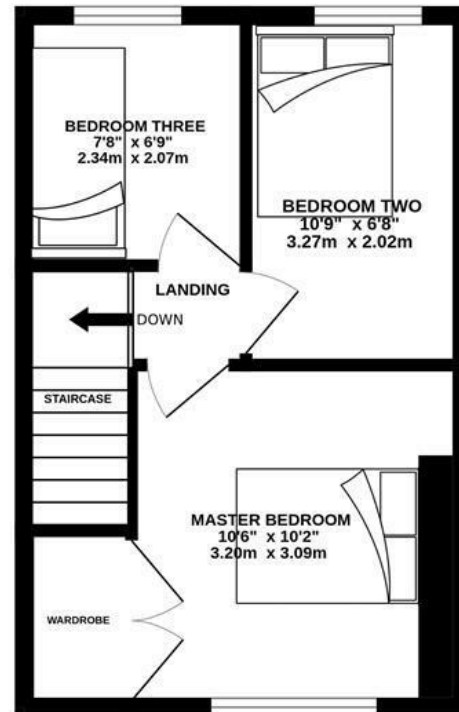 BEDROOM THREE
7'8" x 6'9"
2.34m x 2.07m
BEDROOM TWO
10'9" x 6'8"
3.27m x 2.02m
LANDING
DOWN
STAIRCASE
MASTER BEDROOM
10'6" x 10'2"
3.20m x 3.09m
WARDROBE